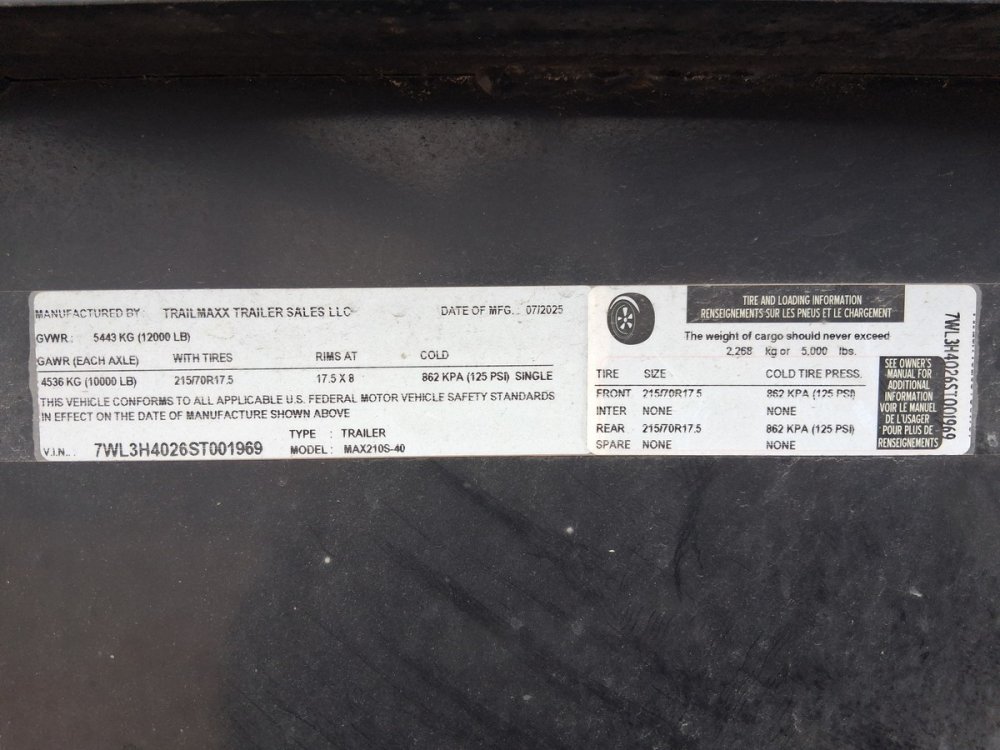 MANUFACTURED BY: TRAILMAXX TRAILER SALES LLC DATE OF MFG.: 07/2025
GVWR: 5443 KG (12000 LB)
GAWR (EACH AXLE) WITH TIRES RIMS AT COLD
4536 KG (10000 LB) 215/70R17.5 17.5 X 8 862 KPA (125 PSI) SINGLE
THIS VEHICLE CONFORMS TO ALL APPLICABLE U.S. FEDERAL MOTOR VEHICLE SAFETY STANDARDS
IN EFFECT ON THE DATE OF MANUFACTURE SHOWN ABOVE
TYPE : TRAILER
V.I.N.: 7WL3H4026ST001969 MODEL: MAX210S-40
TIRE AND LOADING INFORMATION
RENSEIGNEMENTS SUR LES PNEUS ET LE CHARGEMENT
The weight of cargo should never exceed
2,268 Kg or 5,000 lbs.
TIRE SIZE COLD TIRE PRESS.
FRONT 215/70R17.5 862 KPA (125 PSI)
INTER NONE NONE
REAR 215/70R17.5 862 KPA (125 PSI)
SPARE NONE NONE
SEE OWNER'S
MANUAL FOR
ADDITIONAL
INFORMATION
VOIR LE MANUEL
DE L'USAGER
POUR PLUS DE
RENSEIGNEMENTS
7WL3H4026ST001969